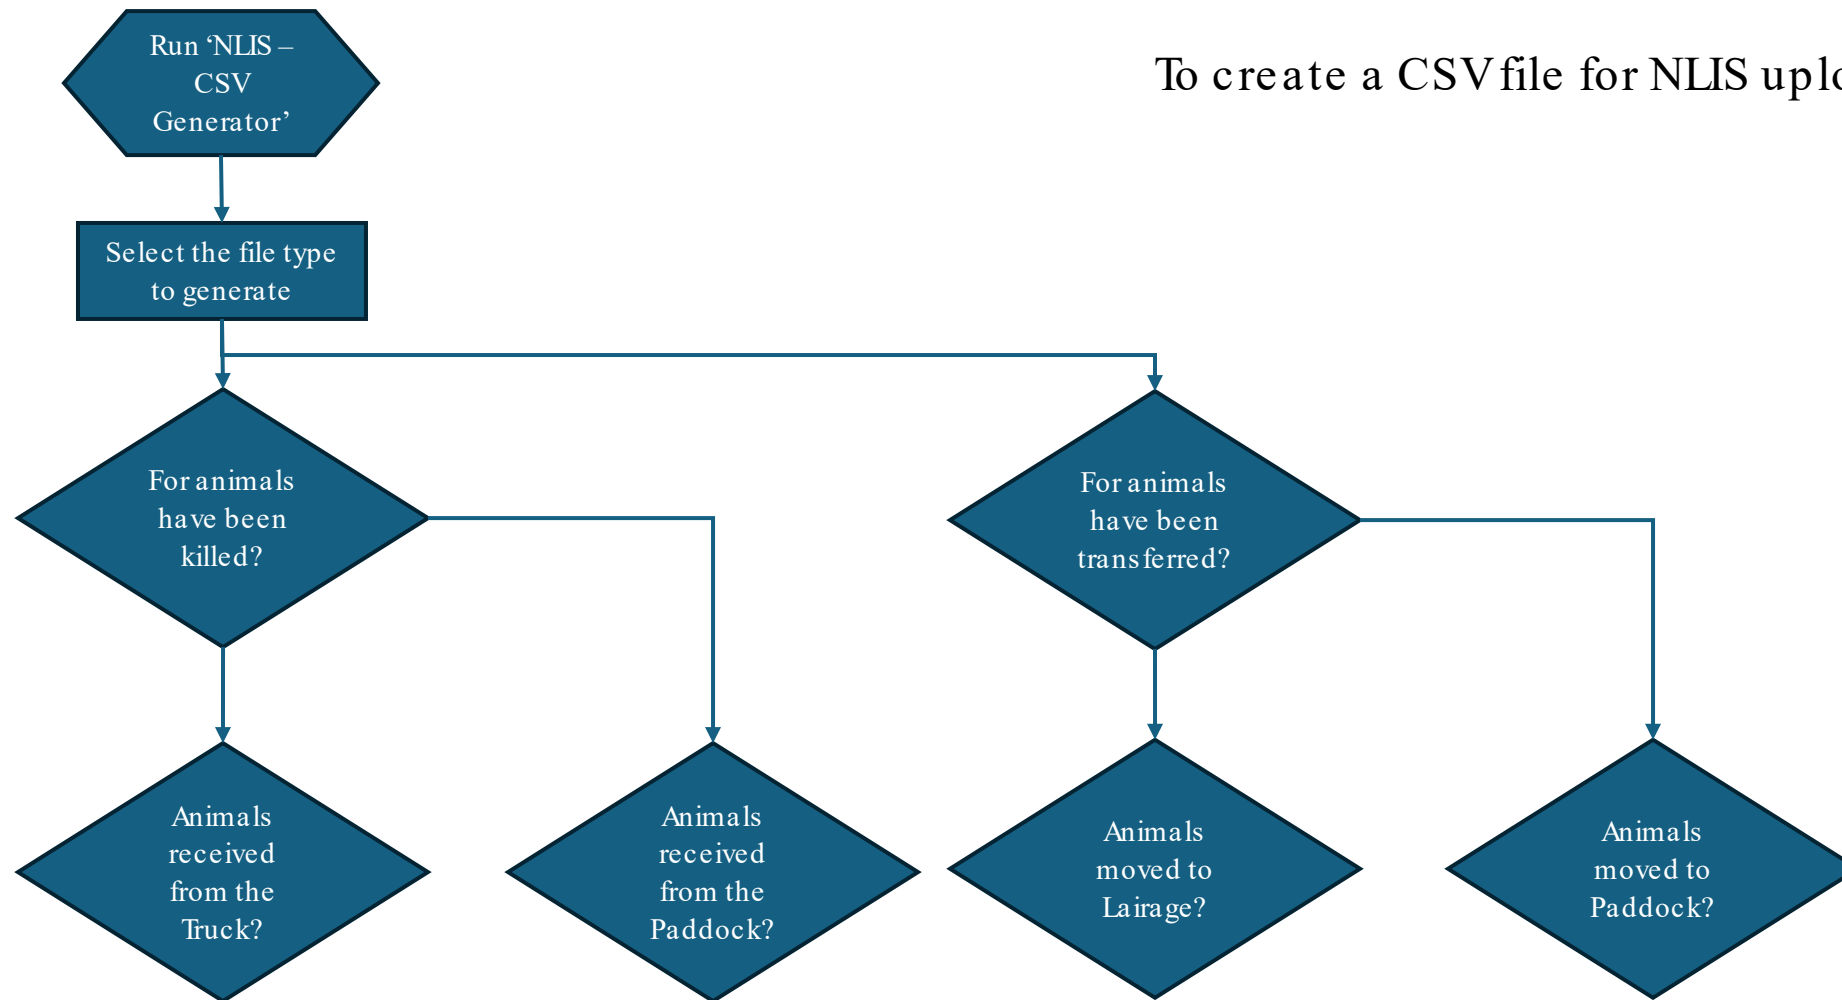 Run ‘NLIS –
CSV
Generator’
To create a CSV file for NLIS
Select the file type
to generate
For animals
have been
killed?
For animals
have been
transferred?
Animals
received
from the
Truck?
Animals
received
from the
Paddock?
Animals
moved to
Lairage?
Animals
moved to
Paddock?